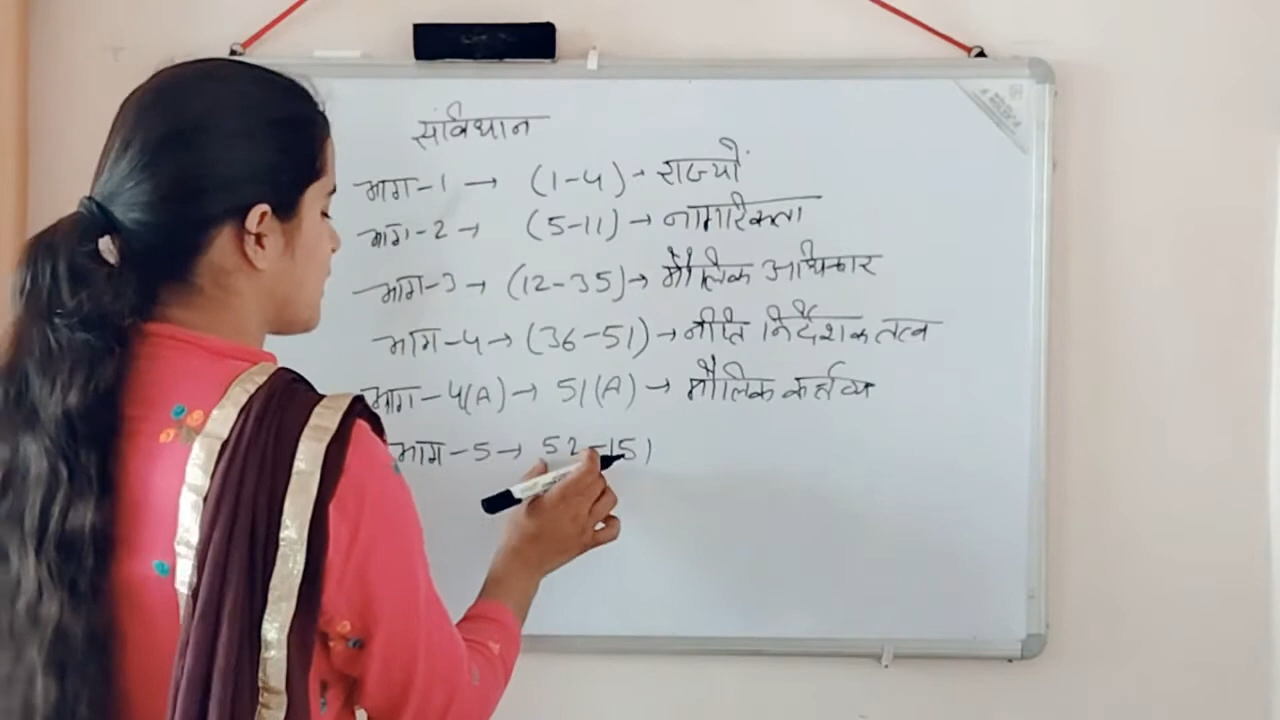 संविधान
भाग-1 → (1-4) → राज्यों
भाग-2 → (5-11) → नागरिकता
भाग-3 → (12-35) → मौलिक अधिकार
भाग-4 → (36-51) → नीति निर्देशक तत्व
भाग-4(A) → 51(A) → मौलिक कर्तव्य
भाग-5 → 52-151